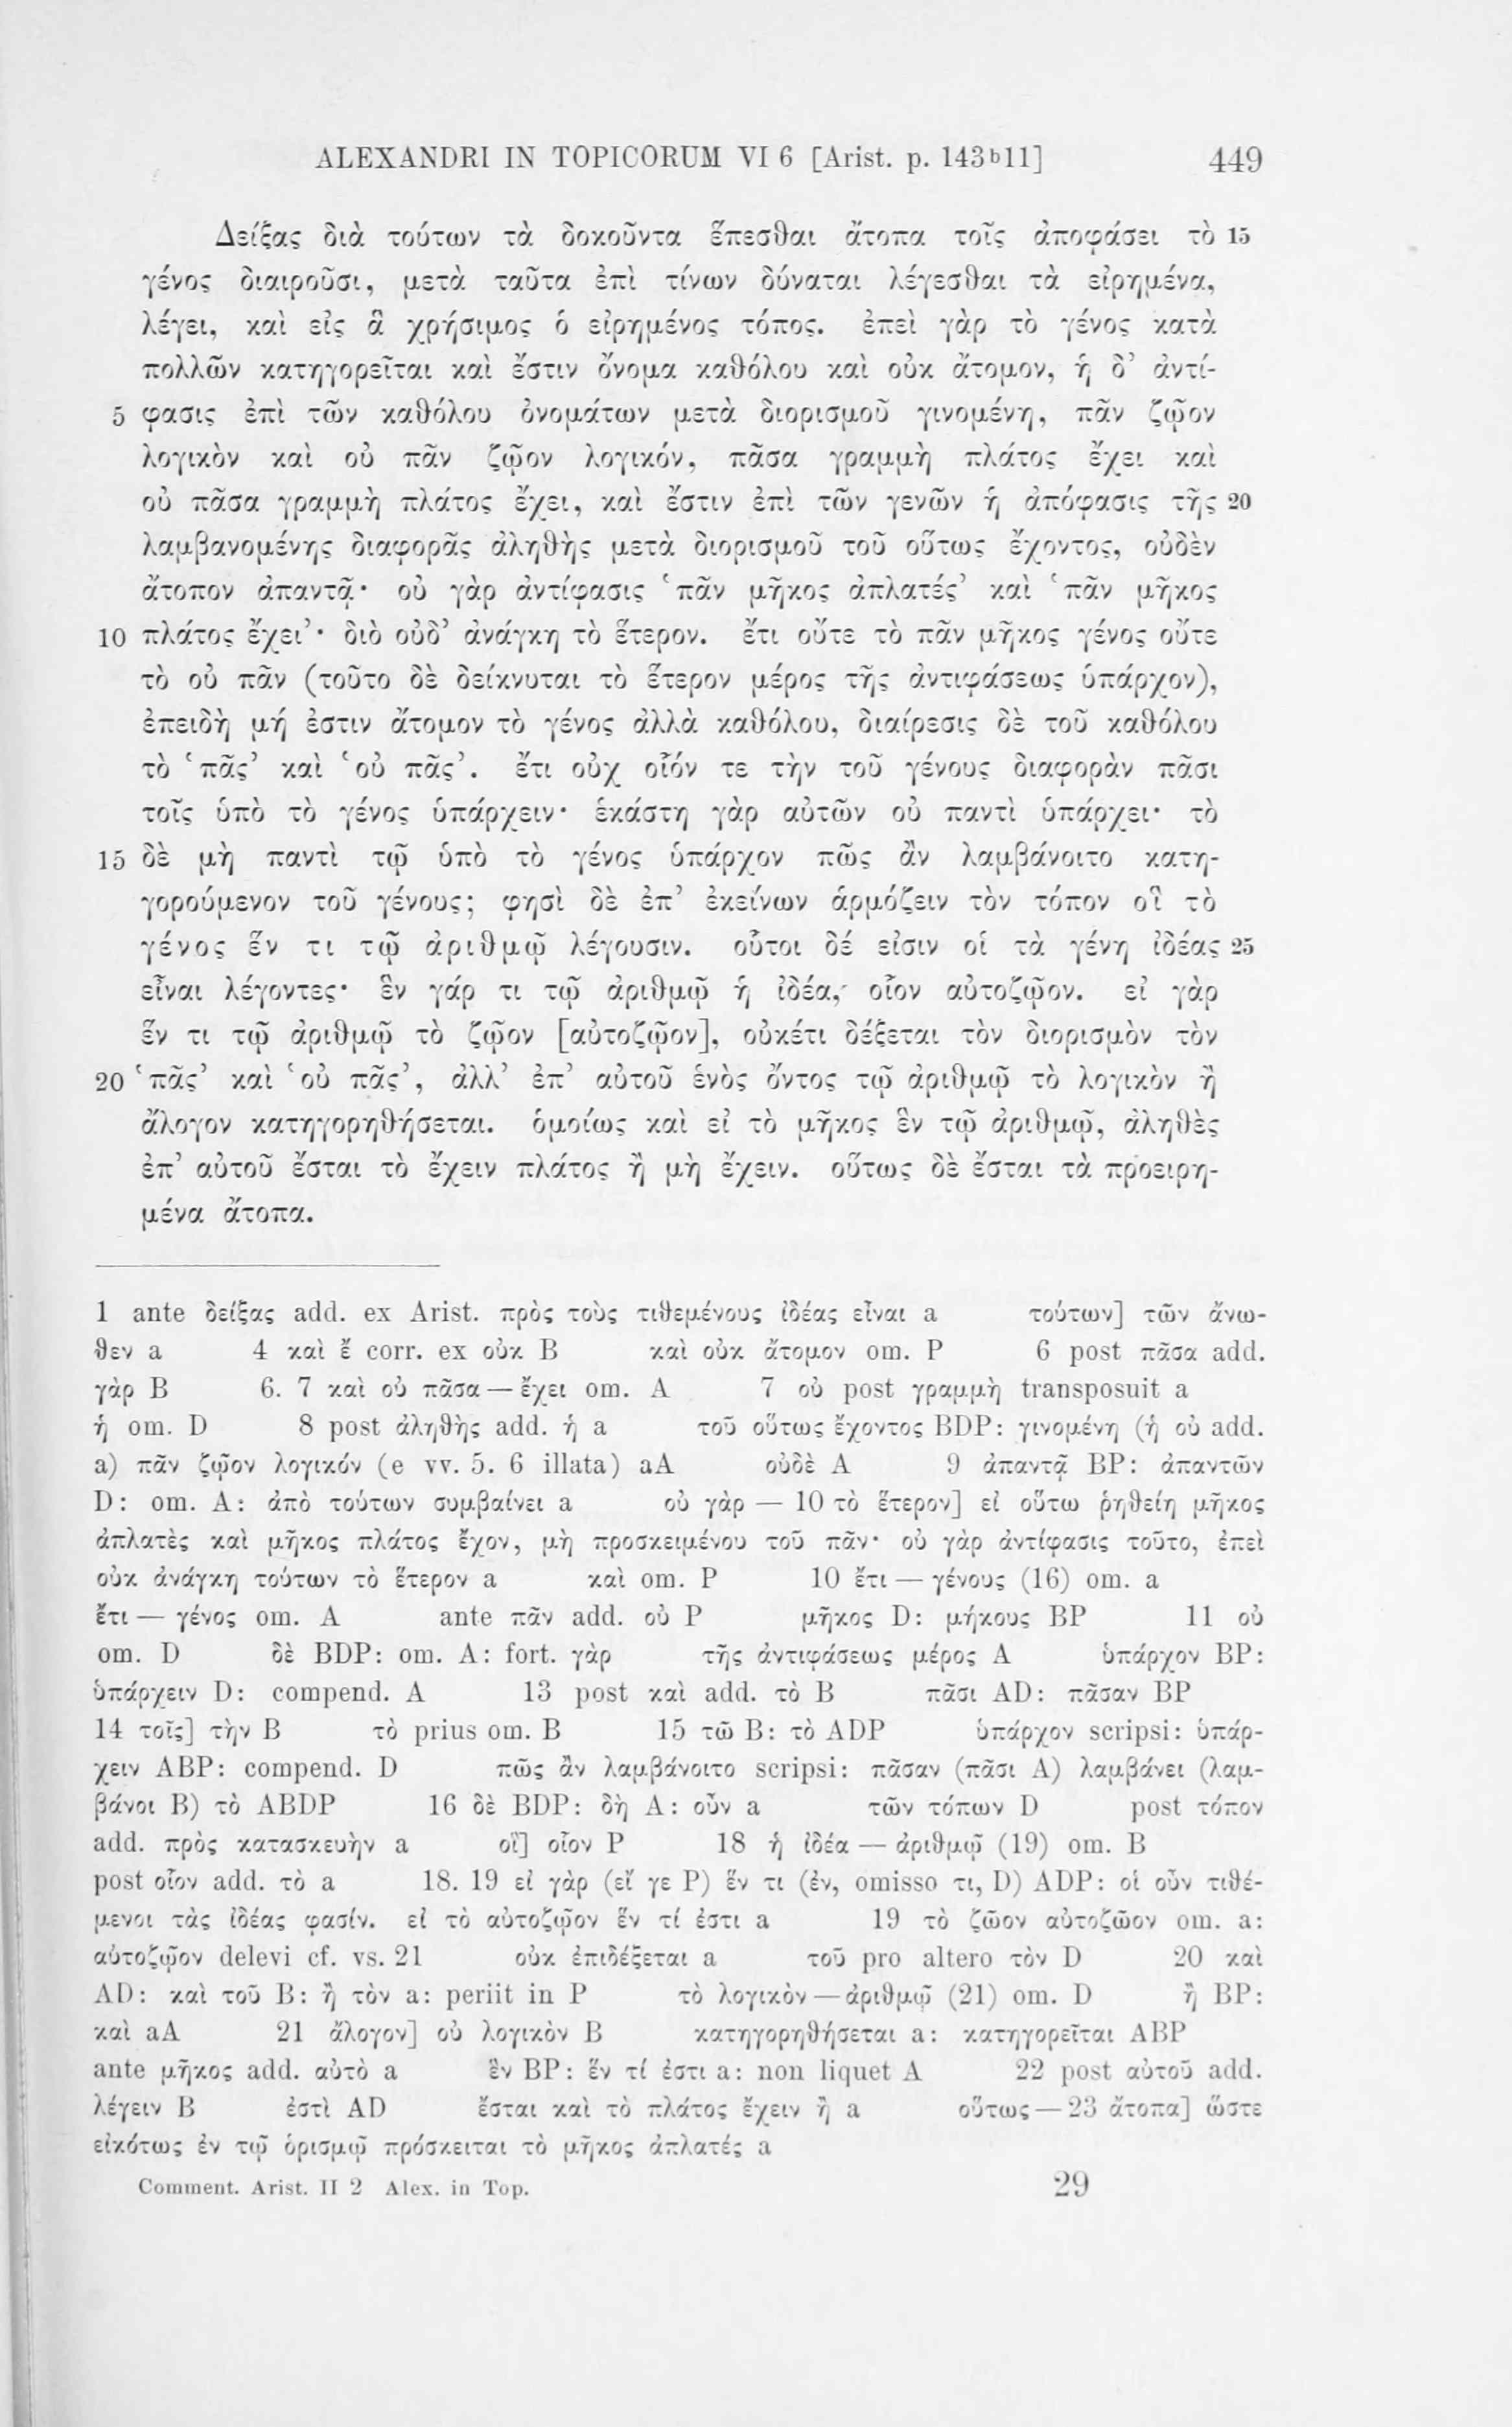 ALEXANDRI IN TOPICORUM VI 6 [Arist. p. 143ᵇ11] 449
Δείξας διὰ τούτων τὰ δοκοῦντα ἕπεσθαι ἄτοπα τοῖς ἀποφάσει τὸ 15
γένος διαιροῦσι, μετὰ ταῦτα ἐπὶ τίνων δύναται λέγεσθαι τὰ εἰρημένα,
λέγει, καὶ εἰς ἃ χρήσιμος ὁ εἰρημένος τόπος. ἐπεὶ γὰρ τὸ γένος κατὰ
πολλῶν κατηγορεῖται καὶ ἔστιν ὄνομα καθόλου καὶ οὐκ ἄτομον, ἡ δ’ ἀντί-
5 φασις ἐπὶ τῶν καθόλου ὀνομάτων μετὰ διορισμοῦ γινομένη, πᾶν ζῷον
λογικὸν καὶ οὐ πᾶν ζῷον λογικόν, πᾶσα γραμμὴ πλάτος ἔχει καὶ
οὐ πᾶσα γραμμὴ πλάτος ἔχει, καὶ ἔστιν ἐπὶ τῶν γενῶν ἡ ἀπόφασις τῆς 20
λαμβανομένης διαφορᾶς ἀληθὴς μετὰ διορισμοῦ τοῦ οὕτως ἔχοντος, οὐδὲν
ἄτοπον ἀπαντᾷ· οὐ γὰρ ἀντίφασις ‘πᾶν μῆκος ἀπλατές’ καὶ ‘πᾶν μῆκος
10 πλάτος ἔχει’· διὸ οὐδ’ ἀνάγκη τὸ ἕτερον. ἔτι οὔτε τὸ πᾶν μῆκος γένος οὔτε
τὸ οὐ πᾶν (τοῦτο δὲ δείκνυται τὸ ἕτερον μέρος τῆς ἀντιφάσεως ὑπάρχον),
ἐπειδὴ μή ἐστιν ἄτομον τὸ γένος ἀλλὰ καθόλου, διαίρεσις δὲ τοῦ καθόλου
τὸ ‘πᾶς’ καὶ ‘οὐ πᾶς’. ἔτι οὐχ οἷόν τε τὴν τοῦ γένους διαφορὰν πᾶσι
τοῖς ὑπὸ τὸ γένος ὑπάρχειν· ἑκάστη γὰρ αὐτῶν οὐ παντὶ ὑπάρχει· τὸ
15 δὲ μὴ παντὶ τῷ ὑπὸ τὸ γένος ὑπάρχον πῶς ἂν λαμβάνοιτο κατη-
γορούμενον τοῦ γένους; φησὶ δὲ ἐπ’ ἐκείνων ἁρμόζειν τὸν τόπον οἳ τὸ
γένος ἕν τι τῷ ἀριθμῷ λέγουσιν. οὗτοι δέ εἰσιν οἱ τὰ γένη ἰδέας 25
εἶναι λέγοντες· ἓν γάρ τι τῷ ἀριθμῷ ἡ ἰδέα, οἷον αὐτοζῷον. εἰ γὰρ
ἕν τι τῷ ἀριθμῷ τὸ ζῷον [αὐτοζῷον], οὐκέτι δέξεται τὸν διορισμὸν τὸν
20 ‘πᾶς’ καὶ ‘οὐ πᾶς’, ἀλλ’ ἐπ’ αὐτοῦ ἑνὸς ὄντος τῷ ἀριθμῷ τὸ λογικὸν ἢ
ἄλογον κατηγορηθήσεται. ὁμοίως καὶ εἰ τὸ μῆκος ἓν τῷ ἀριθμῷ, ἀληθὲς
ἐπ’ αὐτοῦ ἔσται τὸ ἔχειν πλάτος ἢ μὴ ἔχειν. οὕτως δὲ ἔσται τὰ προειρη-
μένα ἄτοπα.
1 ante δείξας add. ex Arist. πρὸς τοὺς τιθεμένους ἰδέας εἶναι a τούτων] τῶν ἄνω-
θεν a 4 καὶ ἔ corr. ex οὐκ B καὶ οὐκ ἄτομον om. P 6 post πᾶσα add.
γὰρ B 6. 7 καὶ οὐ πᾶσα — ἔχει om. A 7 οὐ post γραμμὴ transposuit a
ἡ om. D 8 post ἀληθὴς add. ἡ a τοῦ οὕτως ἔχοντος BDP: γινομένη (ἡ οὐ add.
a) πᾶν ζῷον λογικόν (e vv. 5. 6 illata) aA οὐδὲ A 9 ἀπαντᾷ BP: ἀπαντῶν
D: om. A: ἀπὸ τούτων συμβαίνει a οὐ γὰρ — 10 τὸ ἕτερον] εἰ οὕτω ῥηθείη μῆκος
ἀπλατὲς καὶ μῆκος πλάτος ἔχον, μὴ προσκειμένου τοῦ πᾶν· οὐ γὰρ ἀντίφασις τοῦτο, ἐπεὶ
οὐκ ἀνάγκη τούτων τὸ ἕτερον a καὶ om. P 10 ἔτι — γένους (16) om. a
ἔτι — γένος om. A ante πᾶν add. οὐ P μῆκος D: μήκους BP 11 οὐ
om. D δὲ BDP: om. A: fort. γὰρ τῆς ἀντιφάσεως μέρος A ὑπάρχον BP:
ὑπάρχειν D: compend. A 13 post καὶ add. τὸ B πᾶσι AD: πᾶσαν BP
14 τοῖς] τὴν B τὸ prius om. B 15 τῶ B: τὸ ADP ὑπάρχον scripsi: ὑπάρ-
χειν ABP: compend. D πῶς ἂν λαμβάνοιτο scripsi: πᾶσαν (πᾶσι A) λαμβάνει (λαμ-
βάνοι B) τὸ ABDP 16 δὲ BDP: δὴ A: οὖν a τῶν τόπων D post τόπον
add. πρὸς κατασκευὴν a οἳ] οἷον P 18 ἡ ἰδέα — ἀριθμῷ (19) om. B
post οἷον add. τὸ a 18. 19 εἰ γὰρ (εἴ γε P) ἕν τι (ἐν, omisso τι, D) ADP: οἱ οὖν τιθέ-
μενοι τὰς ἰδέας φασίν. εἰ τὸ αὐτοζῷον ἕν τί ἐστι a 19 τὸ ζῶον αὐτοζῶον om. a:
αὐτοζῷον delevi cf. vs. 21 οὐκ ἐπιδέξεται a τοῦ pro altero τὸν D 20 καὶ
AD: καὶ τοῦ B: ἢ τὸν a: periit in P τὸ λογικὸν — ἀριθμῷ (21) om. D ἢ BP:
καὶ aA 21 ἄλογον] οὐ λογικὸν B κατηγορηθήσεται a: κατηγορεῖται ABP
ante μῆκος add. αὐτὸ a ἓν BP: ἕν τί ἐστι a: non liquet A 22 post αὐτοῦ add.
λέγειν B ἐστὶ AD ἔσται καὶ τὸ πλάτος ἔχειν ἢ a οὕτως — 23 ἄτοπα] ὥστε
εἰκότως ἐν τῷ ὁρισμῷ πρόσκειται τὸ μῆκος ἀπλατές a
Comment. Arist. II 2 Alex. in Top. 29